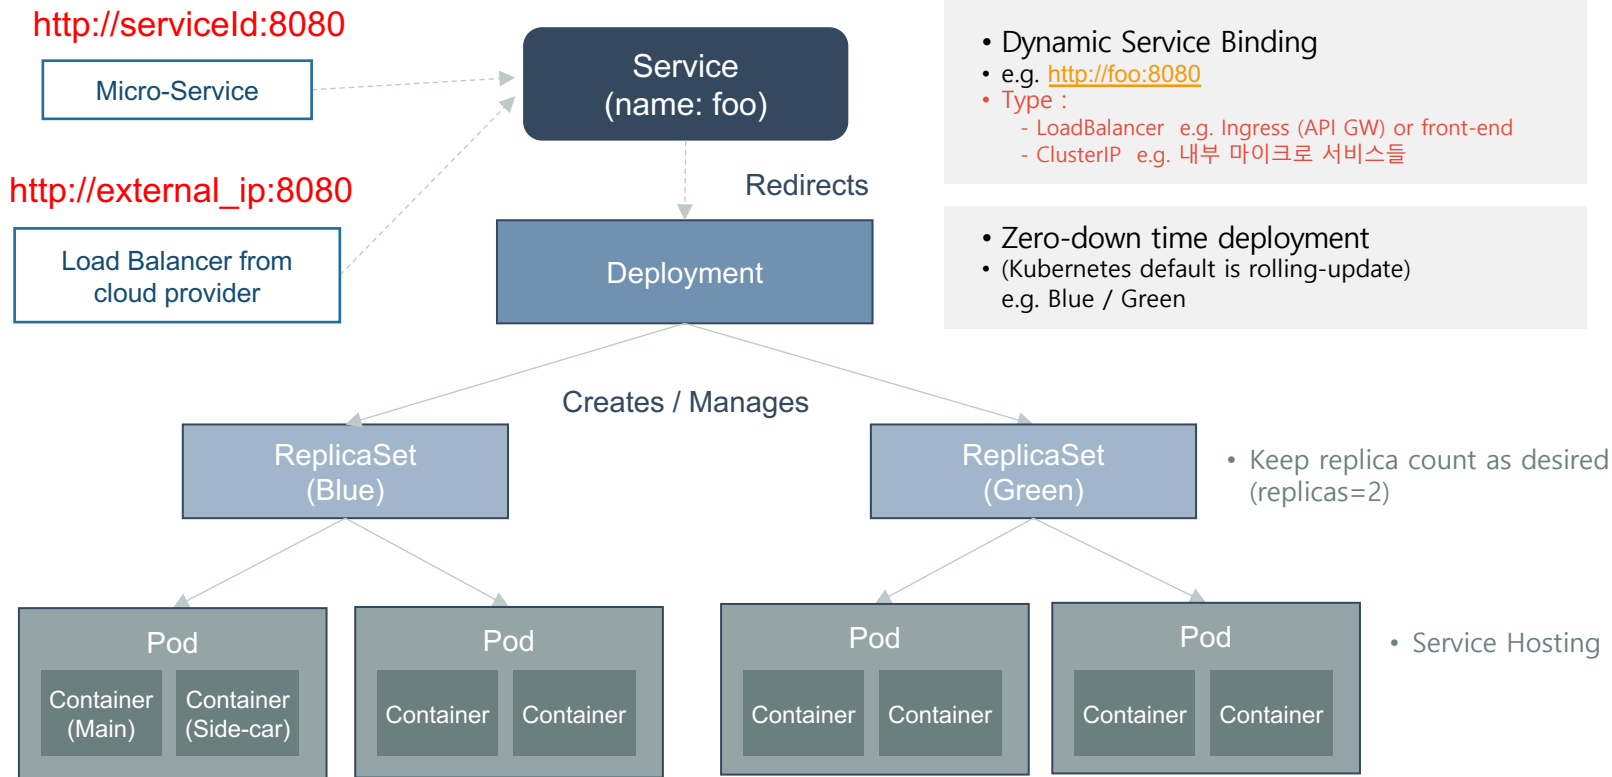 http://serviceId:8080
Micro-Service
http://external_ip:8080
Load Balancer from
cloud provider
Service
(name: foo)
Redirects
Deployment
Creates / Manages
• Dynamic Service Binding
• e.g. http://foo:8080
• Type :
- LoadBalancer e.g. Ingress (API GW) or front-end
- ClusterIP e.g. 내부 마이크로 서비스들
• Zero-down time deployment
• (Kubernetes default is rolling-update)
e.g. Blue / Green
ReplicaSet
(Blue)
ReplicaSet
(Green)
• Keep replica count as desired
(replicas=2)
Pod
Container
(Main)
Container
(Side-car)
Pod
Container
Container
Pod
Container
Container
Pod
Container
Container
• Service Hosting